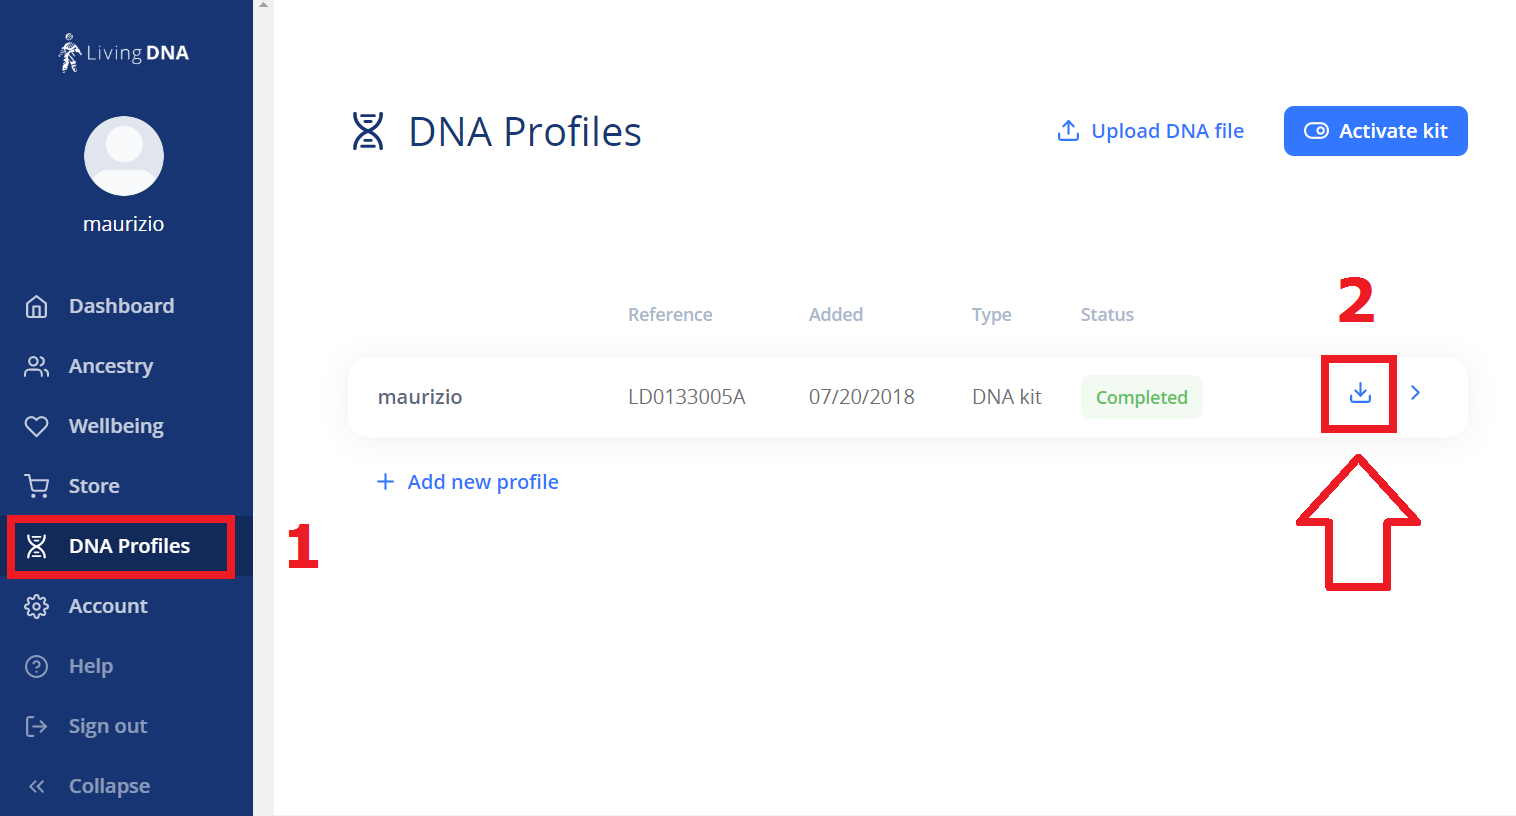 Living DNA
maurizio
Dashboard
Ancestry
Wellbeing
Store
DNA Profiles
1
Account
Help
Sign out
Collapse
DNA Profiles
Upload DNA file
Activate kit
2
Reference Added Type Status
maurizio LD0133005A 07/20/2018 DNA kit Completed
Add new profile